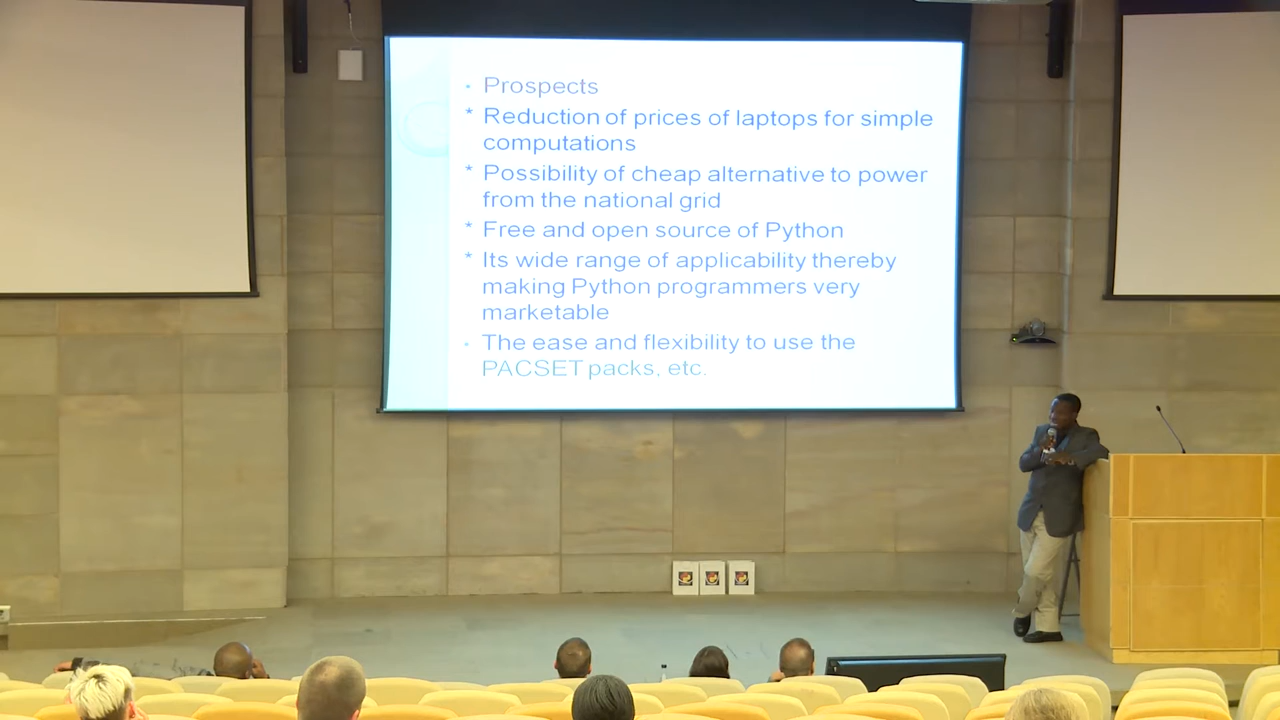 • Prospects
* Reduction of prices of laptops for simple
computations
* Possibility of cheap alternative to power
from the national grid
* Free and open source of Python
* Its wide range of applicability thereby
making Python programmers very
marketable
• The ease and flexibility to use the
PACSET packs, etc.